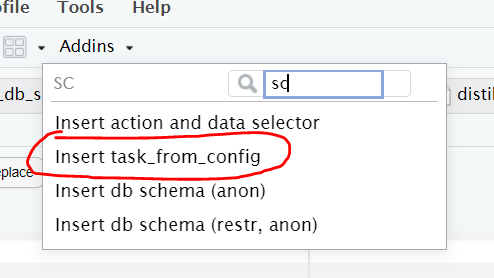 ofile Tools Help
Addins
_db_s
SC
sc
distil
Insert action and data selector
Insert task_from_config
eplace
Insert db schema (anon)
Insert db schema (restr, anon)